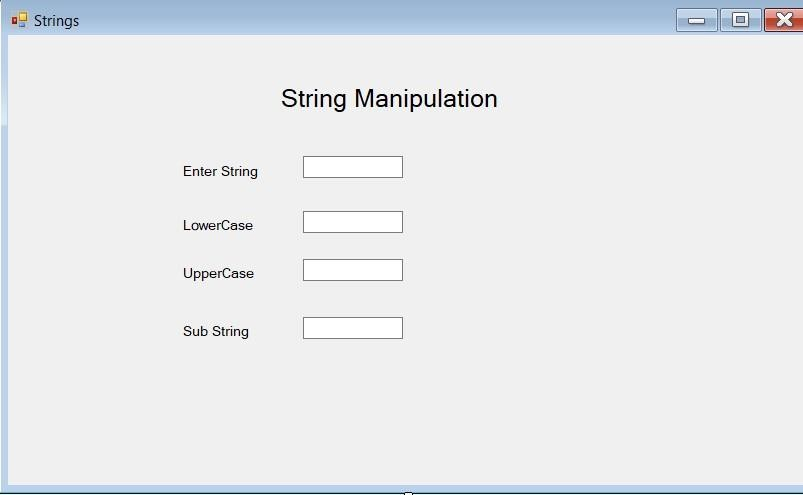 Strings
String Manipulation
Enter String
LowerCase
UpperCase
Sub String